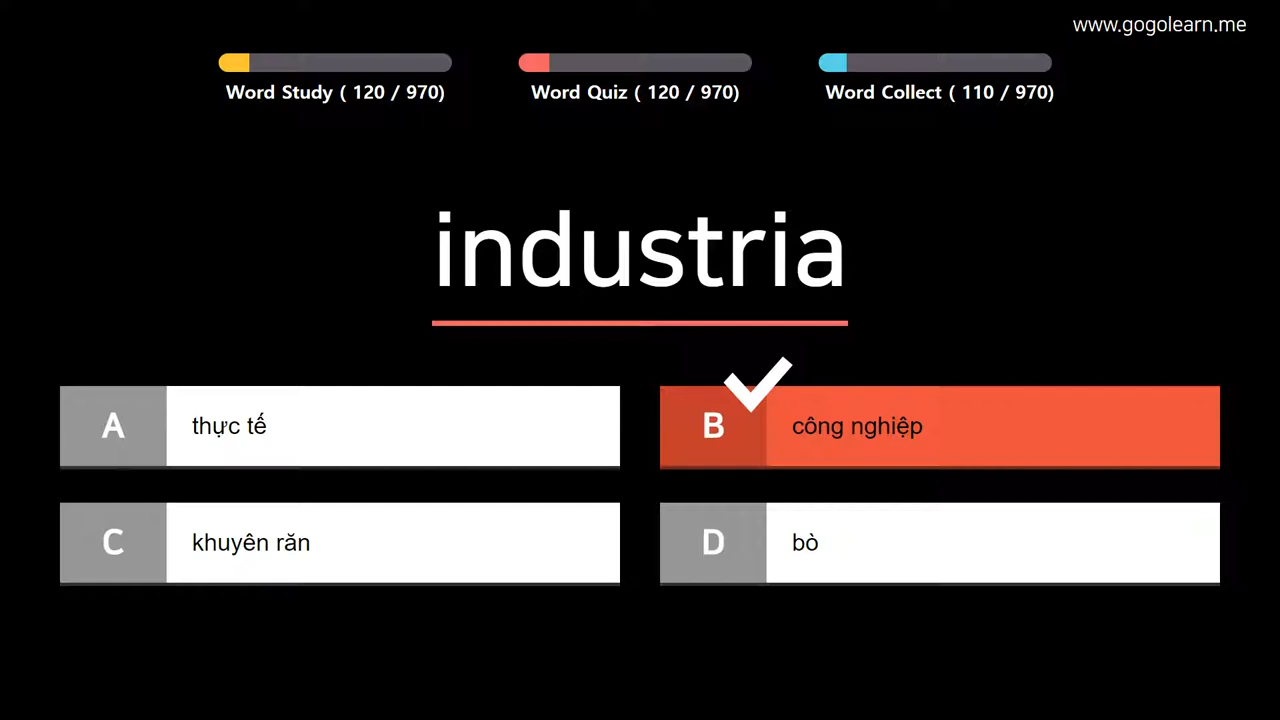 www.gogolearn.me
Word Study ( 120 / 970)
Word Quiz ( 120 / 970)
Word Collect ( 110 / 970)
industria
A thực tế
B công nghiệp
C khuyên răn
D bò